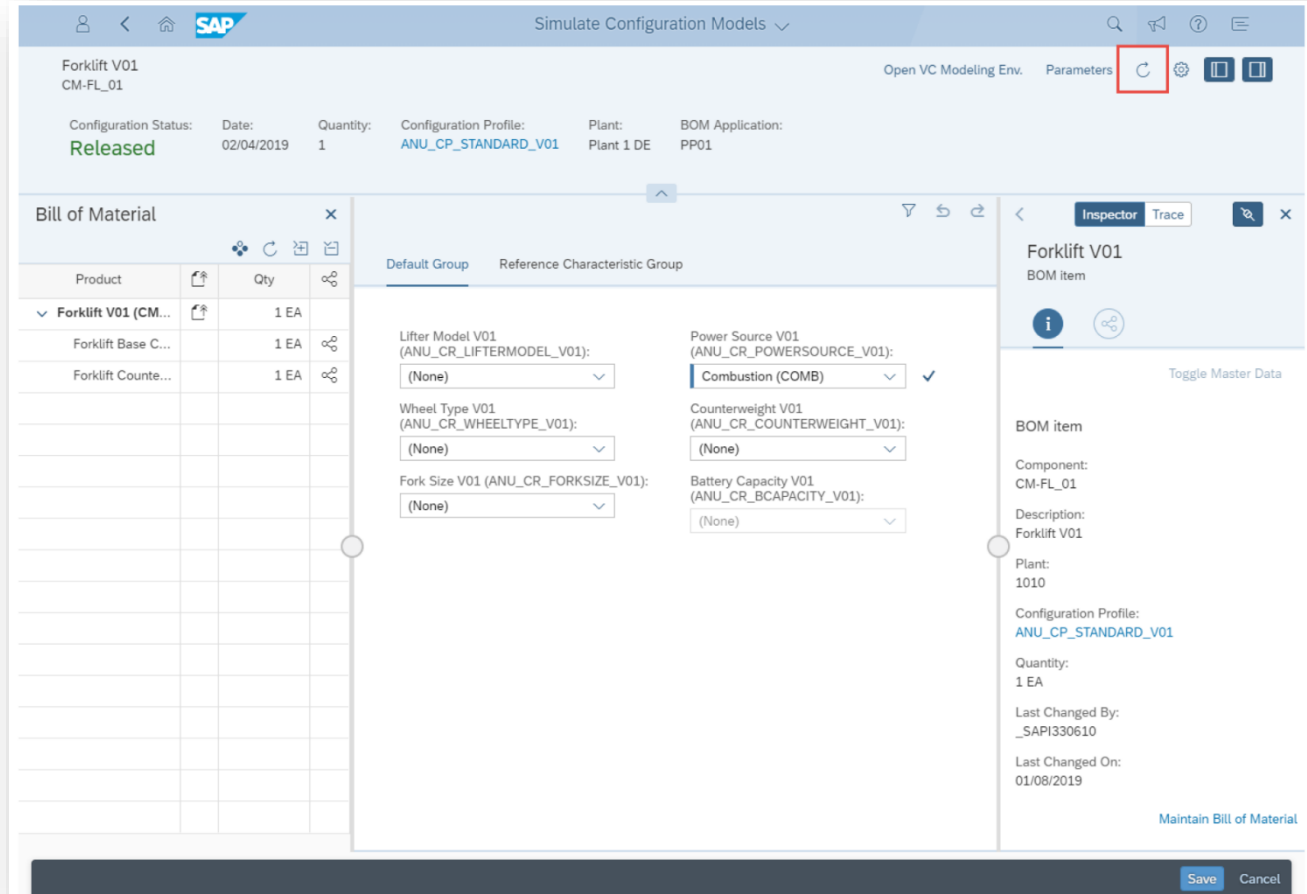 SAP
Simulate Configuration Models
Forklift V01
CM-FL_01
Open VC Modeling Env.
Parameters
Configuration Status:
Released
Date:
02/04/2019
Quantity:
1
Configuration Profile:
ANU_CP_STANDARD_V01
Plant:
Plant 1 DE
BOM Application:
PP01
Bill of Material
Product
Qty
Forklift V01 (CM...
1 EA
Forklift Base C...
1 EA
Forklift Counte...
1 EA
Default Group
Reference Characteristic Group
Lifter Model V01
(ANU_CR_LIFTERMODEL_V01):
(None)
Power Source V01
(ANU_CR_POWERSOURCE_V01):
Combustion (COMB)
Wheel Type V01
(ANU_CR_WHEELTYPE_V01):
(None)
Counterweight V01
(ANU_CR_COUNTERWEIGHT_V01):
(None)
Fork Size V01 (ANU_CR_FORKSIZE_V01):
(None)
Battery Capacity V01
(ANU_CR_BCAPACITY_V01):
(None)
Inspector
Trace
Forklift V01
BOM item
Toggle Master Data
BOM item
Component:
CM-FL_01
Description:
Forklift V01
Plant:
1010
Configuration Profile:
ANU_CP_STANDARD_V01
Quantity:
1 EA
Last Changed By:
_SAPI330610
Last Changed On:
01/08/2019
Maintain Bill of Material
Save
Cancel